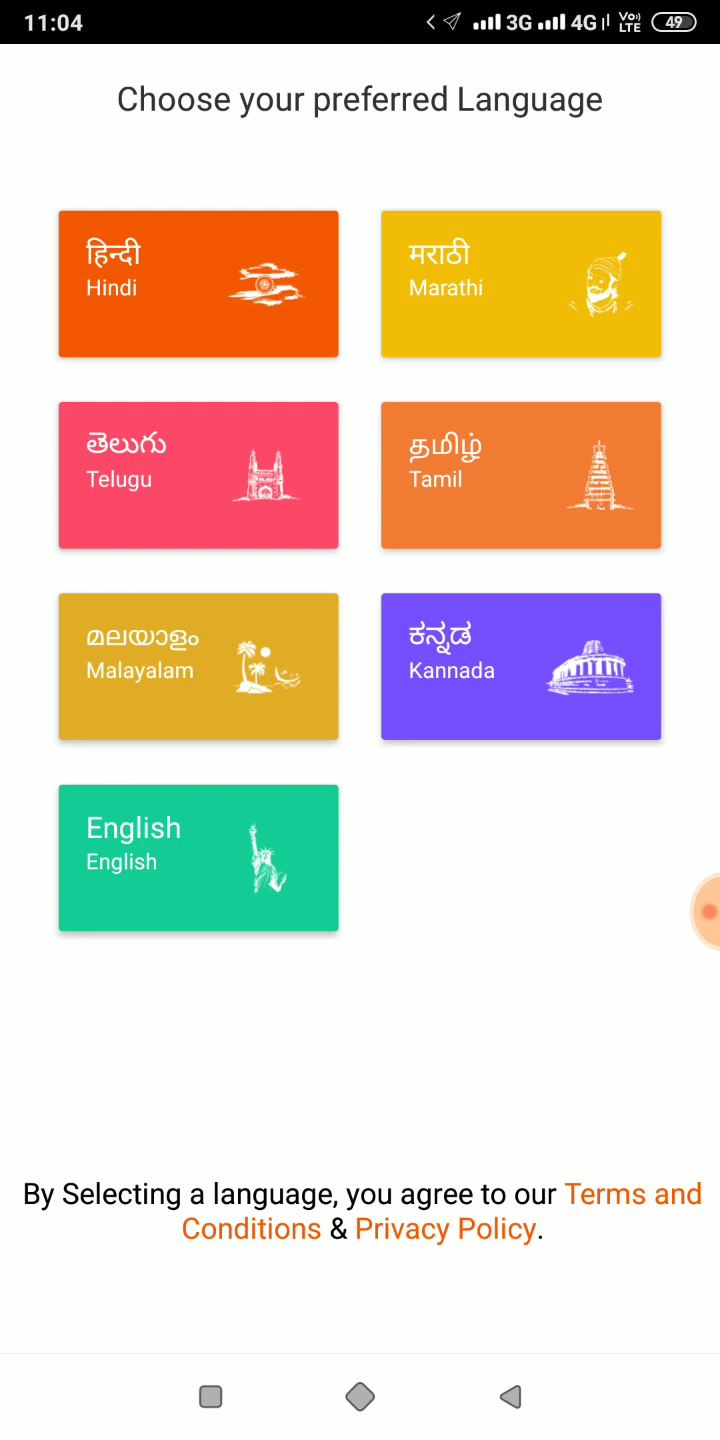 11:04
3G 4G Vo)) LTE 49
Choose your preferred Language
हिन्दी
Hindi
मराठी
Marathi
తెలుగు
Telugu
தமிழ்
Tamil
മലയാളം
Malayalam
ಕನ್ನಡ
Kannada
English
English
By Selecting a language, you agree to our Terms and
Conditions & Privacy Policy.